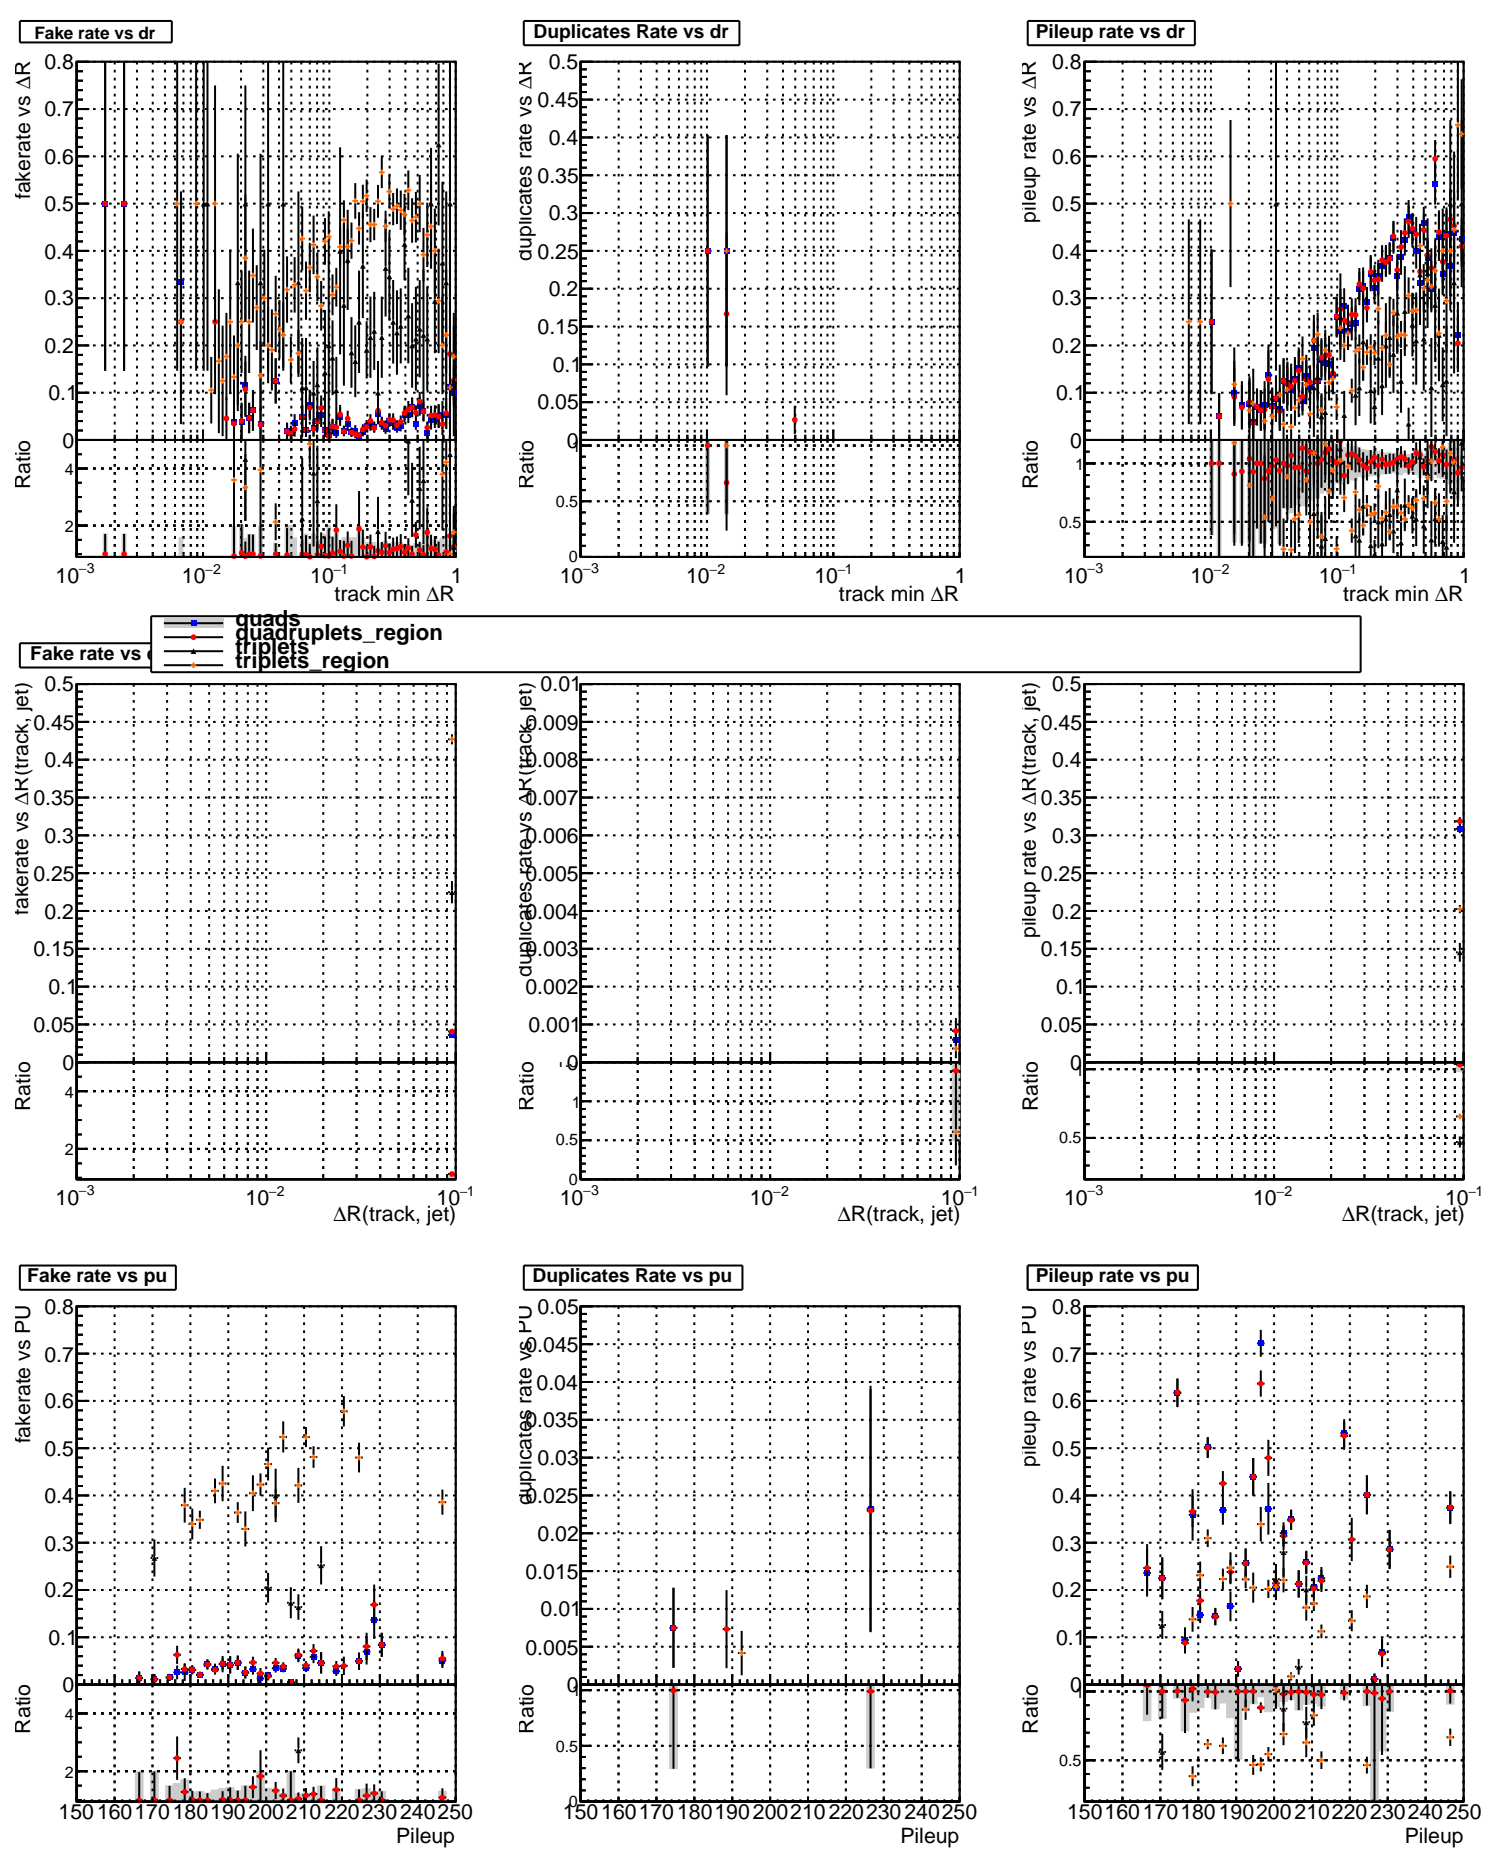 Fake rate vs dr
Duplicates Rate vs dr
Pileup rate vs dr
fakerate vs ΔR
0.8
0.7
0.6
0.5
0.4
0.3
0.2
0.1
0
Ratio
4
2
10⁻³ 10⁻² 10⁻¹ 1
track min ΔR
duplicates rate vs ΔR
0.5
0.45
0.4
0.35
0.3
0.25
0.2
0.15
0.1
0.05
0
Ratio
1
0.5
0
10⁻³ 10⁻² 10⁻¹ 1
track min ΔR
pileup rate vs ΔR
0.8
0.7
0.6
0.5
0.4
0.3
0.2
0.1
0
Ratio
1
0.5
10⁻³ 10⁻² 10⁻¹ 1
track min ΔR
quads
quadruplets_region
triplets
triplets_region
Fake rate vs
fakerate vs ΔR(track, jet)
0.5
0.45
0.4
0.35
0.3
0.25
0.2
0.15
0.1
0.05
0
Ratio
4
2
10⁻³ 10⁻² 10⁻¹
ΔR(track, jet)
duplicates rate vs ΔR(track, jet)
0.01
0.009
0.008
0.007
0.006
0.005
0.004
0.003
0.002
0.001
0
Ratio
1
0.5
0
10⁻³ 10⁻² 10⁻¹
ΔR(track, jet)
pileup rate vs ΔR(track, jet)
0.5
0.45
0.4
0.35
0.3
0.25
0.2
0.15
0.1
0.05
0
Ratio
1
0.5
10⁻³ 10⁻² 10⁻¹
ΔR(track, jet)
Fake rate vs pu
Duplicates Rate vs pu
Pileup rate vs pu
fakerate vs PU
0.8
0.7
0.6
0.5
0.4
0.3
0.2
0.1
0
Ratio
4
2
150 160 170 180 190 200 210 220 230 240 250
Pileup
duplicates rate vs PU
0.05
0.045
0.04
0.035
0.03
0.025
0.02
0.015
0.01
0.005
0
Ratio
0.5
0
150 160 170 180 190 200 210 220 230 240 250
Pileup
pileup rate vs PU
0.8
0.7
0.6
0.5
0.4
0.3
0.2
0.1
0
Ratio
0.5
150 160 170 180 190 200 210 220 230 240 250
Pileup